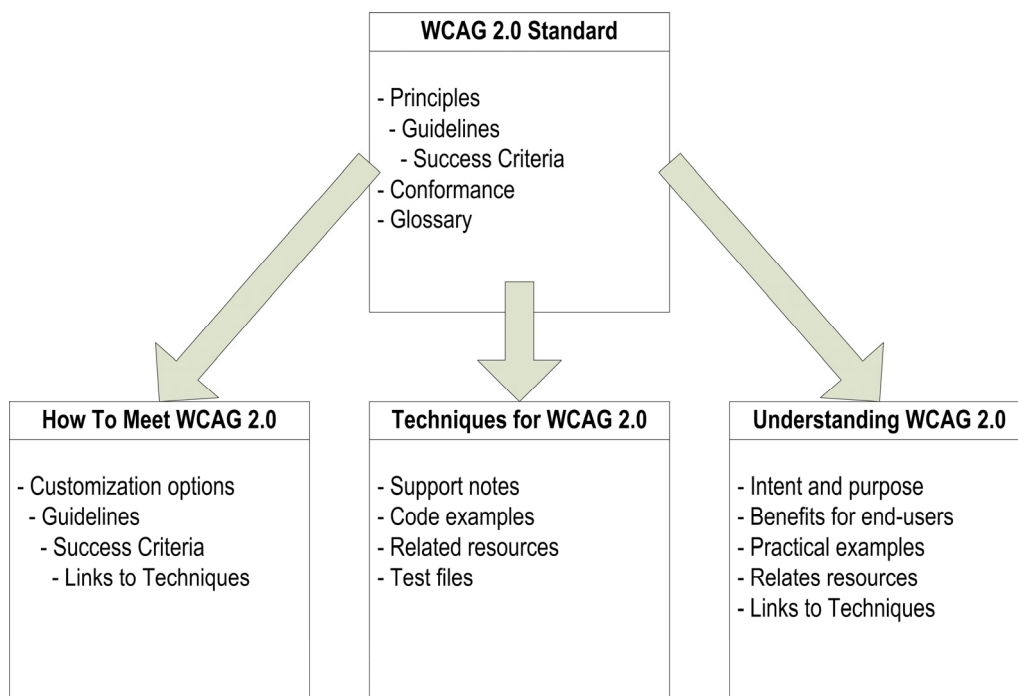 WCAG 2.0 Standard
- Principles
- Guidelines
- Success Criteria
- Conformance
- Glossary
How To Meet WCAG 2.0
- Customization options
- Guidelines
- Success Criteria
- Links to Techniques
Techniques for WCAG 2.0
- Support notes
- Code examples
- Related resources
- Test files
Understanding WCAG 2.0
- Intent and purpose
- Benefits for end-users
- Practical examples
- Relates resources
- Links to Techniques